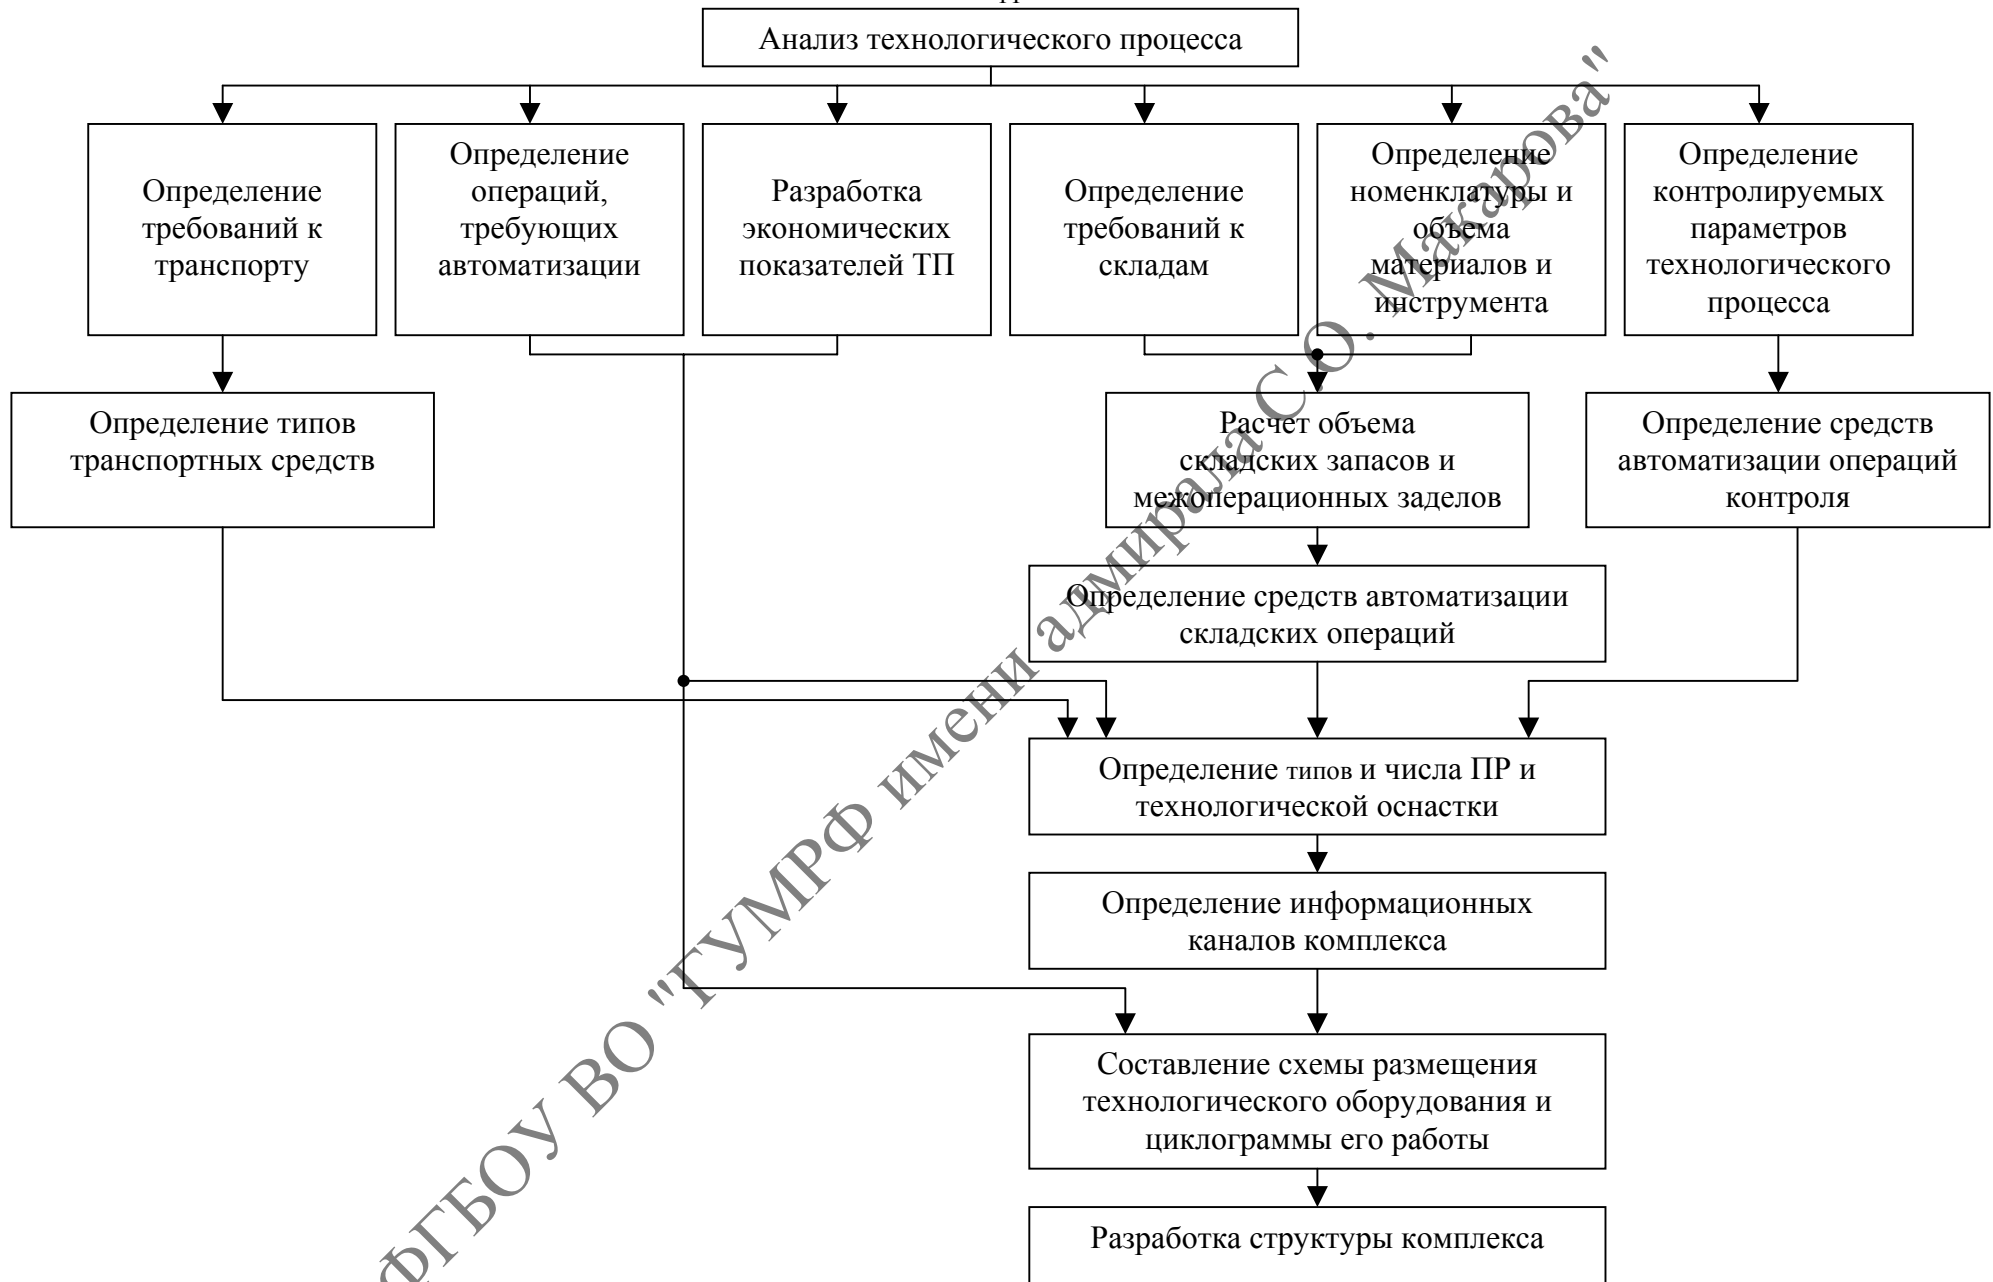 Анализ технологического процесса
Определение
требований к
транспорту
Определение
операций,
требующих
автоматизации
Разработка
экономических
показателей ТП
Определение
требований к
складам
Определение
номенклатуры и
объема
материалов и
инструмента
Определение
контролируемых
параметров
технологического
процесса
Определение типов
транспортных средств
Расчет объема
складских запасов и
межоперационных заделов
Определение средств
автоматизации операций
контроля
Определение средств автоматизации
складских операций
Определение типов и числа ПР и
технологической оснастки
Определение информационных
каналов комплекса
Составление схемы размещения
технологического оборудования и
циклограммы его работы
Разработка структуры комплекса
ФГБОУ ВО "ГУМРФ имени адмирала С.О. Макарова"